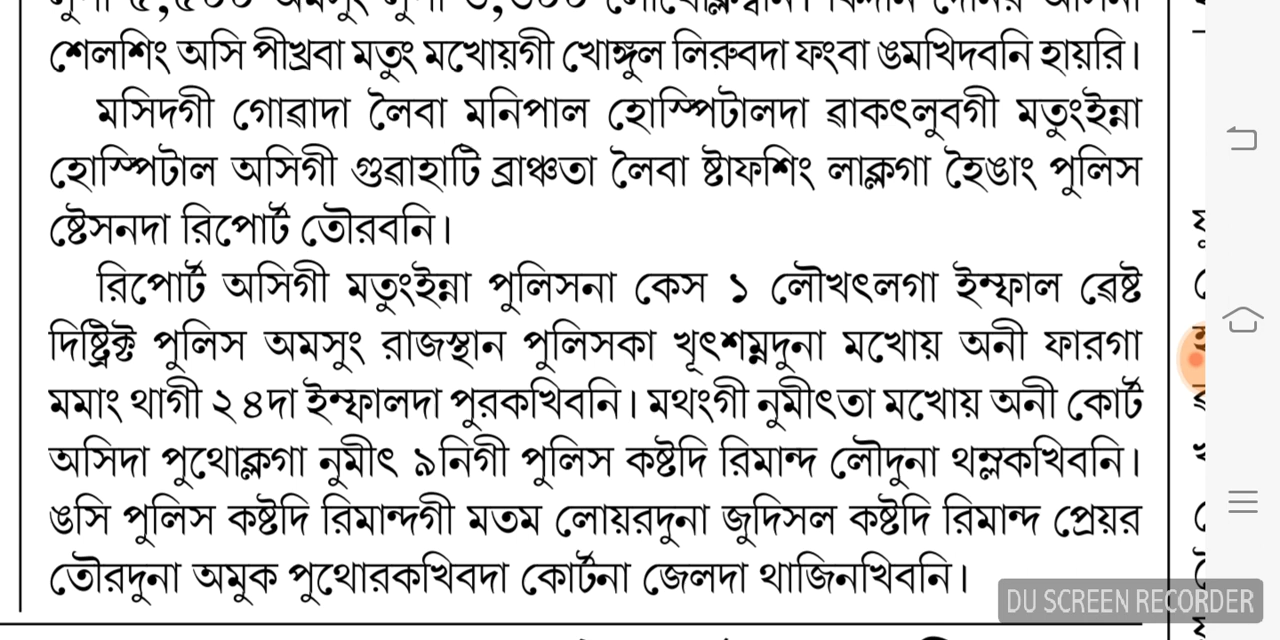 শেলশিং অসি পীখ্রবা মতুং মখোয়গী খোঙ্গুল লিরুবদা ফংবা ঙমখিদবনি হায়রি।
মসিদগী গোৱাদা লৈবা মনিপাল হোস্পিটালদা ৱাকৎলুবগী মতুংইন্না
হোস্পিটাল অসিগী গুৱাহাটি ব্রাঞ্চতা লৈবা ষ্টাফশিং লাক্লগা হৈঙাং পুলিস
ষ্টেসনদা রিপোর্ট তৌরবনি।
রিপোর্ট অসিগী মতুংইন্না পুলিসনা কেস ১ লৌখৎলগা ইম্ফাল ৱেষ্ট
দিষ্ট্রিক্ট পুলিস অমসুং রাজস্থান পুলিসকা খূৎশম্নদুনা মখোয় অনী ফারগা
মমাং থাগী ২৪দা ইম্ফালদা পুরকখিবনি। মথংগী নুমীৎতা মখোয় অনী কোর্ট
অসিদা পুথোক্লগা নুমীৎ ৯নিগী পুলিস কষ্টদি রিমান্দ লৌদুনা থম্লকখিবনি।
ঙসি পুলিস কষ্টদি রিমান্দগী মতম লোয়রদুনা জুদিসল কষ্টদি রিমান্দ প্রেয়র
তৌরদুনা অমুক পুথোরকখিবদা কোর্টনা জেলদা থাজিনখিবনি।
DU SCREEN RECORDER